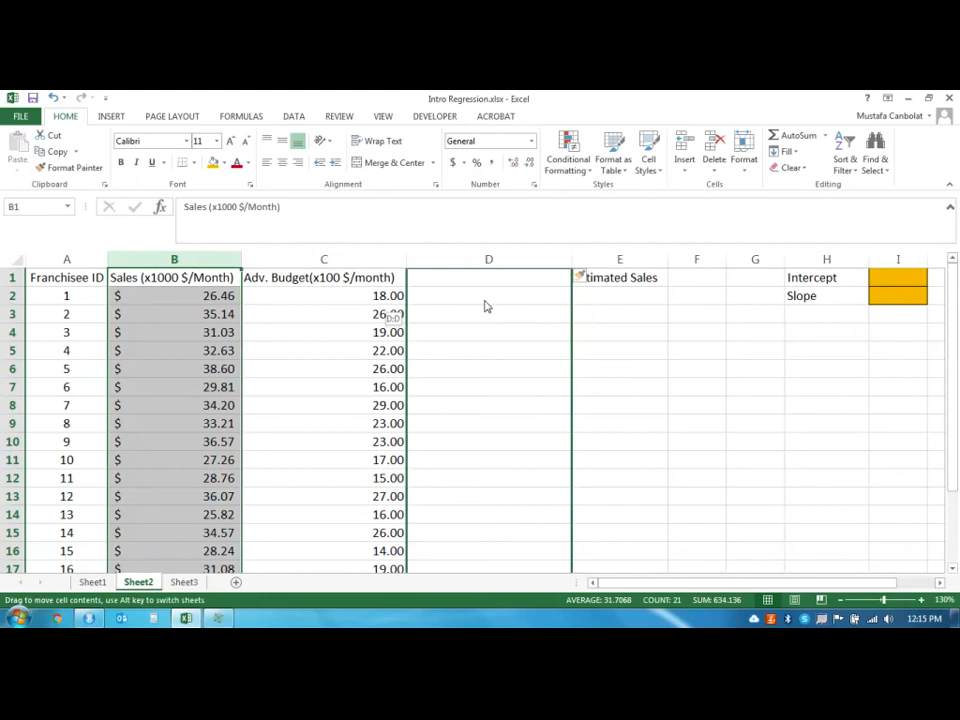 Intro Regression.xlsx - Excel
FILE HOME INSERT PAGE LAYOUT FORMULAS DATA REVIEW VIEW DEVELOPER ACROBAT
Mustafa Canbolat
Paste
Cut
Copy
Format Painter
Clipboard
Calibri 11
B I U
Font
Wrap Text
Merge & Center
Alignment
General
$ % ,
Number
Conditional Formatting
Format as Table
Cell Styles
Styles
Insert Delete Format
Cells
AutoSum
Fill
Clear
Sort & Filter
Find & Select
Editing
B1 fx Sales (x1000 $/Month)
A B C D E F G H I
1 Franchisee ID Sales (x1000 $/Month) Adv. Budget(x100 $/month) timated Sales Intercept
2 1 $ 26.46 18.00 Slope
3 2 $ 35.14 26.00
D:D
4 3 $ 31.03 19.00
5 4 $ 32.63 22.00
6 5 $ 38.60 26.00
7 6 $ 29.81 16.00
8 7 $ 34.20 29.00
9 8 $ 33.21 23.00
10 9 $ 36.57 23.00
11 10 $ 27.26 17.00
12 11 $ 28.76 15.00
13 12 $ 36.07 27.00
14 13 $ 25.82 16.00
15 14 $ 34.57 26.00
16 15 $ 28.24 14.00
17 16 $ 31.08 19.00
Sheet1 Sheet2 Sheet3
Drag to move cell contents, use Alt key to switch sheets AVERAGE: 31.7068 COUNT: 21 SUM: 634.136 130%
12:15 PM